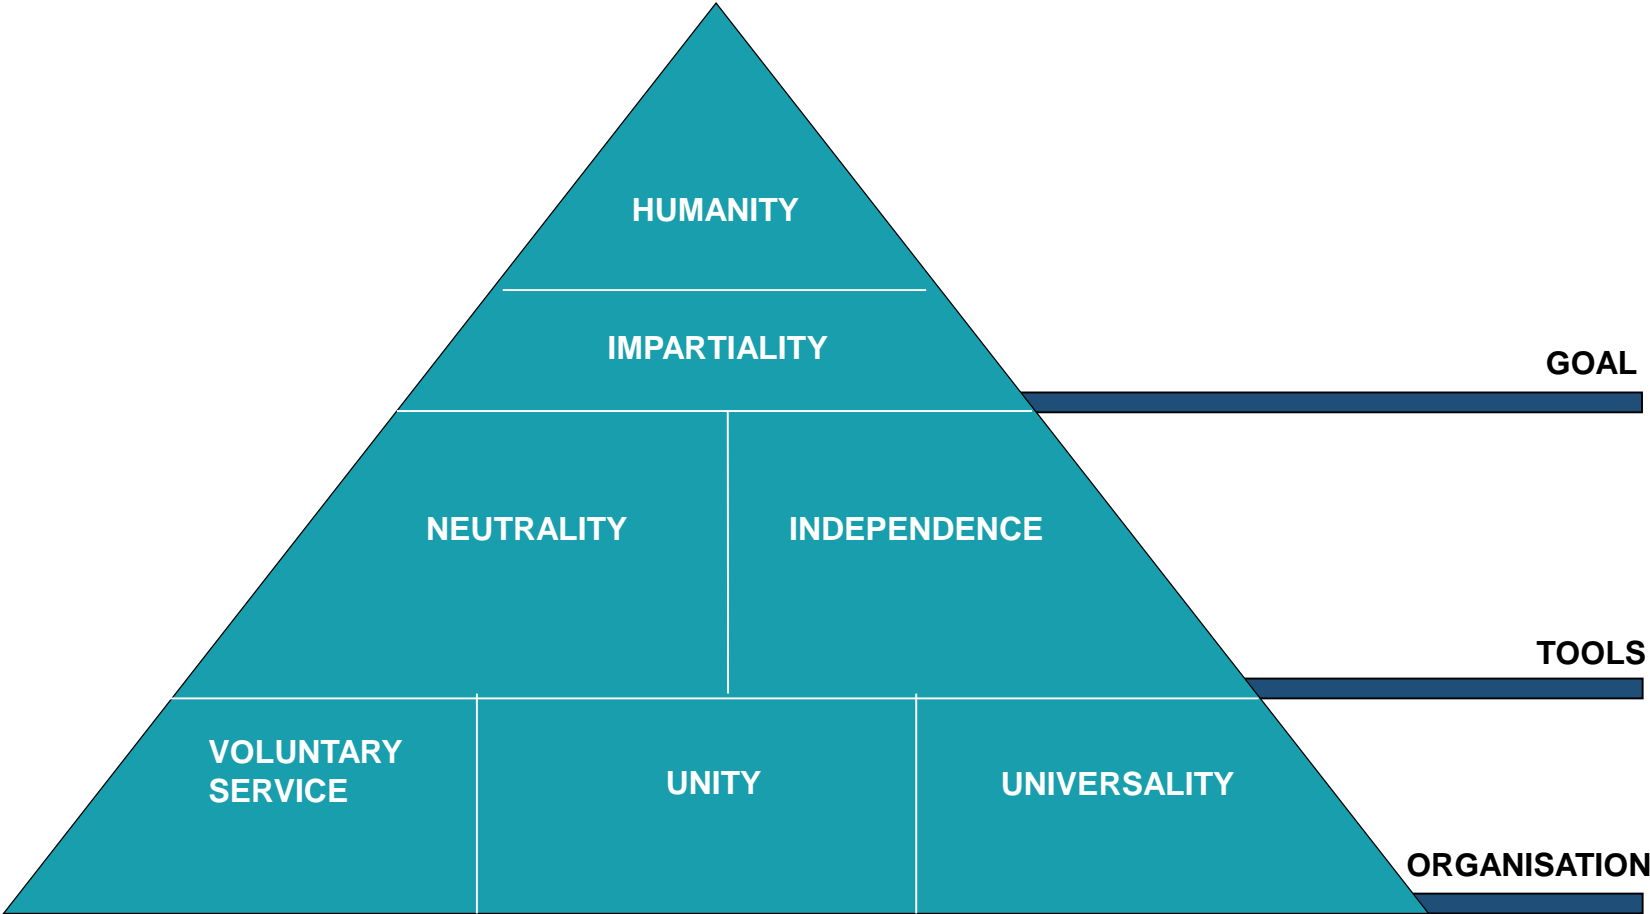 HUMANITY
IMPARTIALITY
GOAL
NEUTRALITY
INDEPENDENCE
TOOLS
VOLUNTARY
SERVICE
UNITY
UNIVERSALITY
ORGANISATION